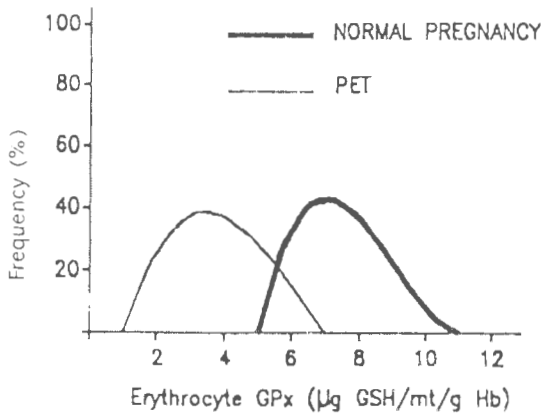 100
80
60
40
20
Frequency (%)
NORMAL PREGNANCY
PET
2 4 6 8 10 12
Erythrocyte GPx (μg GSH/mt/g Hb)